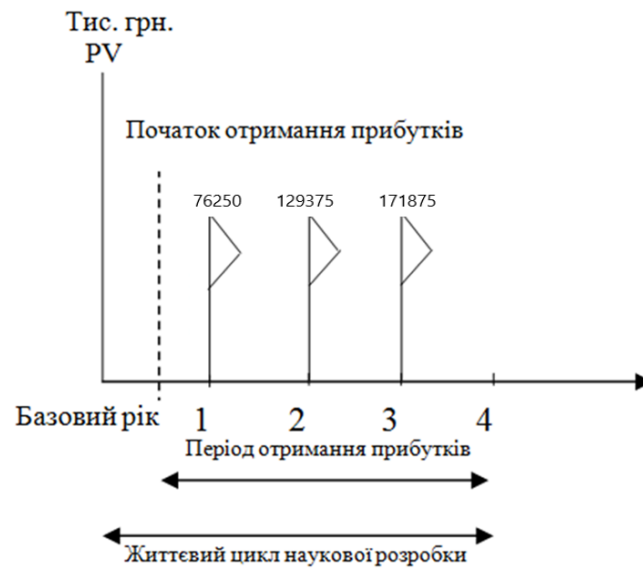 Тис. грн.
PV
Початок отримання прибутків
76250 129375 171875
Базовий рік 1 2 3 4
Період отримання прибутків
Життєвий цикл наукової розробки